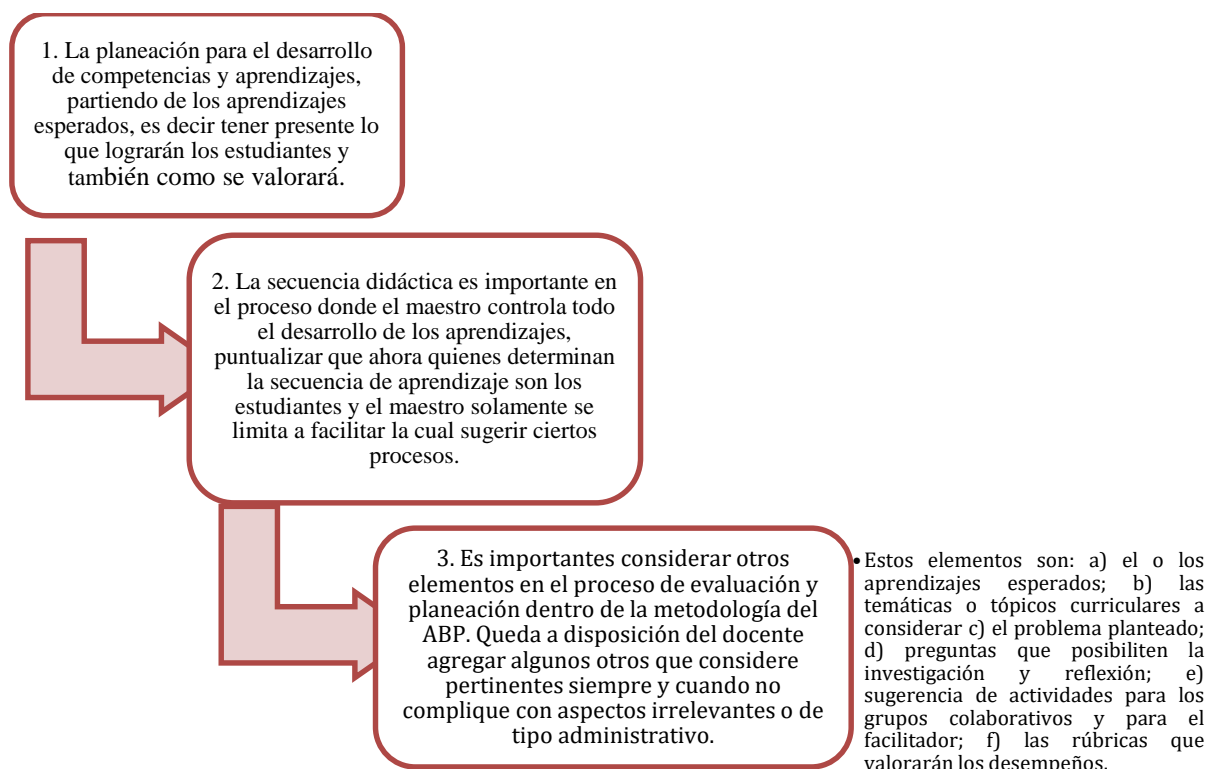 1. La planeación para el desarrollo
de competencias y aprendizajes,
partiendo de los aprendizajes
esperados, es decir tener presente lo
que lograrán los estudiantes y
también como se valorará.
2. La secuencia didáctica es importante en
el proceso donde el maestro controla todo
el desarrollo de los aprendizajes,
puntualizar que ahora quienes determinan
la secuencia de aprendizaje son los
estudiantes y el maestro solamente se
limita a facilitar la cual sugerir ciertos
procesos.
3. Es importantes considerar otros
elementos en el proceso de evaluación y
planeación dentro de la metodología del
ABP. Queda a disposición del docente
agregar algunos otros que considere
pertinentes siempre y cuando no
complique con aspectos irrelevantes o de
tipo administrativo.
•Estos elementos son: a) el o los
aprendizajes esperados; b) las
temáticas o tópicos curriculares a
considerar c) el problema planteado;
d) preguntas que posibiliten la
investigación y reflexión; e)
sugerencia de actividades para los
grupos colaborativos y para el
facilitador; f) las rúbricas que
valorarán los desempeños.